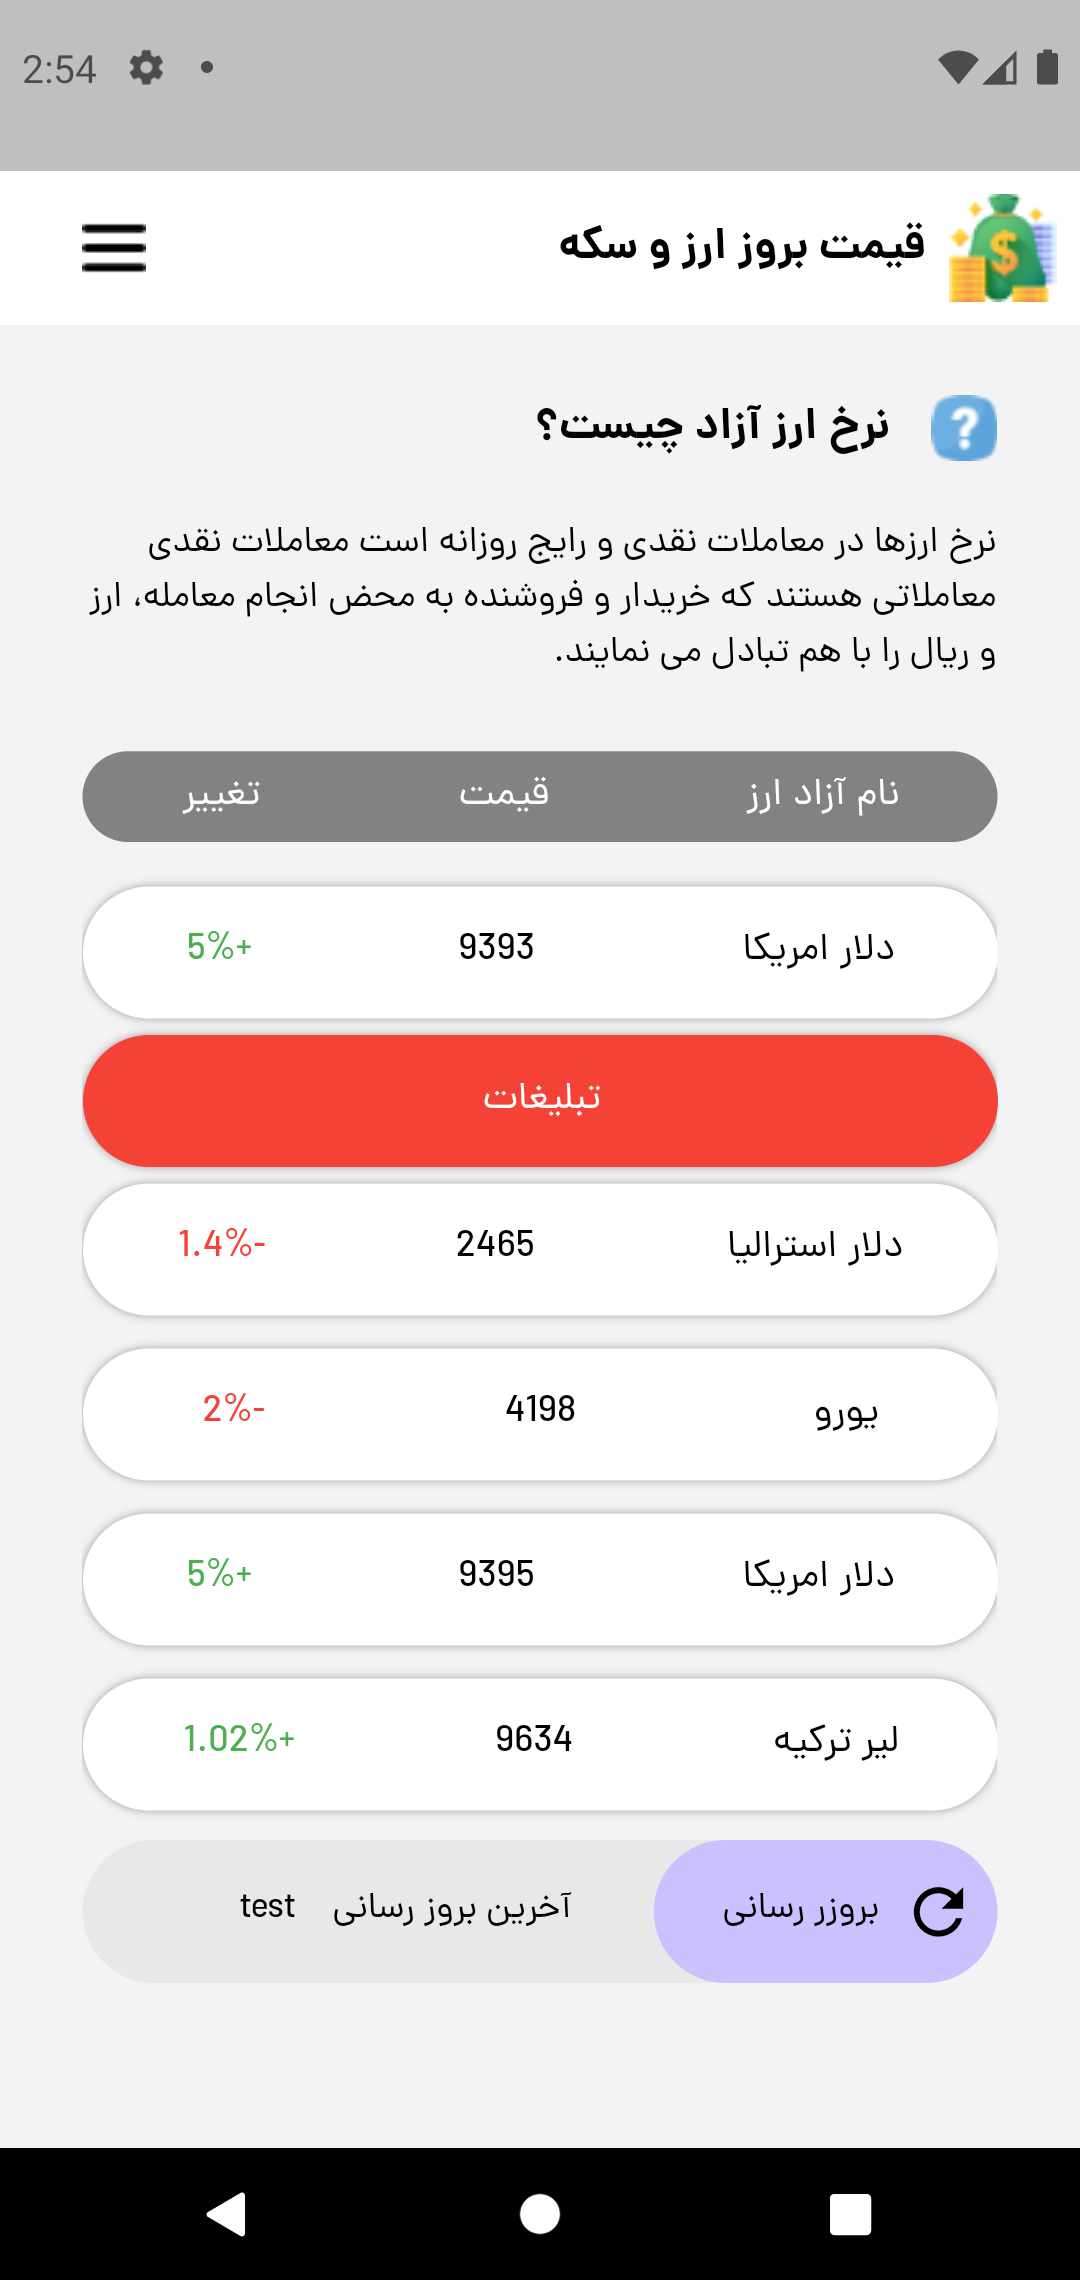 2:54
قیمت بروز ارز و سکه
نرخ ارز آزاد چیست؟
نرخ ارزها در معاملات نقدی و رایج روزانه است معاملات نقدی
معاملاتی هستند که خریدار و فروشنده به محض انجام معامله، ارز
و ریال را با هم تبادل می نمایند.
نام آزاد ارز قیمت تغییر
دلار امریکا 9393 5%+
تبلیغات
دلار استرالیا 2465 1.4%-
یورو 4198 2%-
دلار امریکا 9395 5%+
لیر ترکیه 9634 1.02%+
بروزر رسانی آخرین بروز رسانی test